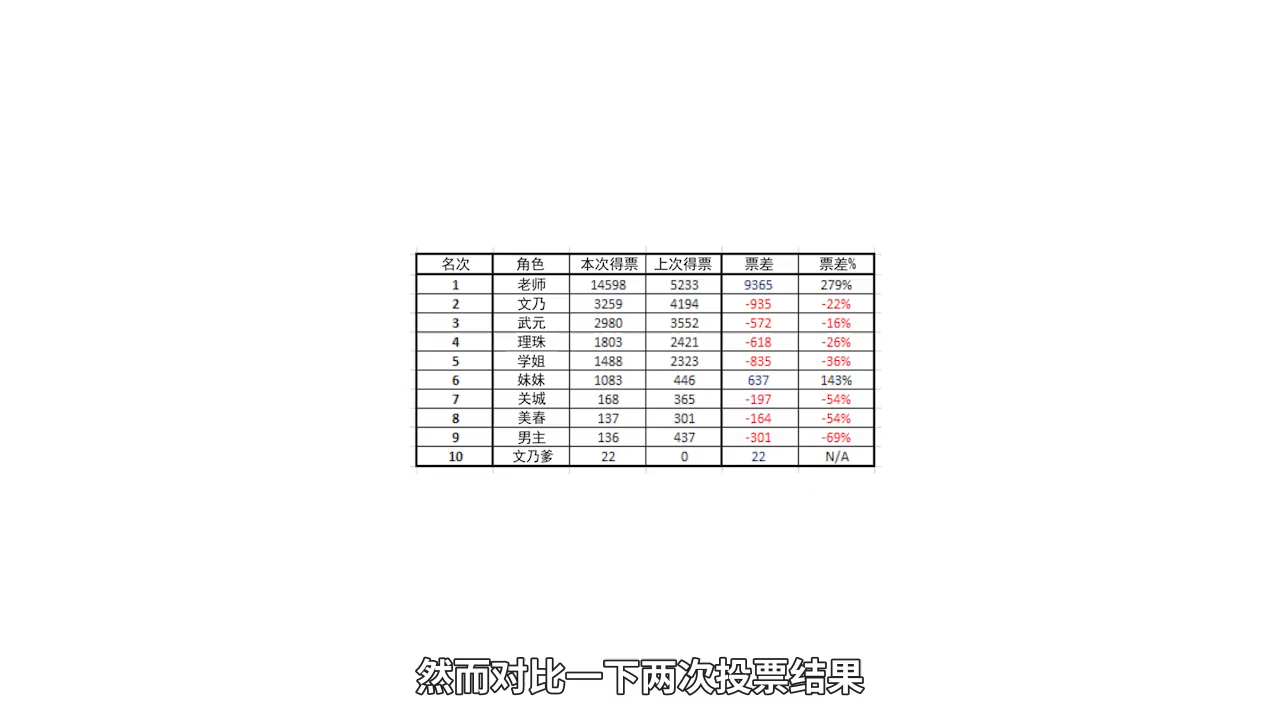 名次 角色 本次得票 上次得票 票差 票差%
1 老师 14598 5233 9365 279%
2 文乃 3259 4194 -935 -22%
3 武元 2980 3552 -572 -16%
4 理珠 1803 2421 -618 -26%
5 学姐 1488 2323 -835 -36%
6 妹妹 1083 446 637 143%
7 关城 168 365 -197 -54%
8 美春 137 301 -164 -54%
9 男主 136 437 -301 -69%
10 文乃爹 22 0 22 N/A
然而对比一下两次投票结果